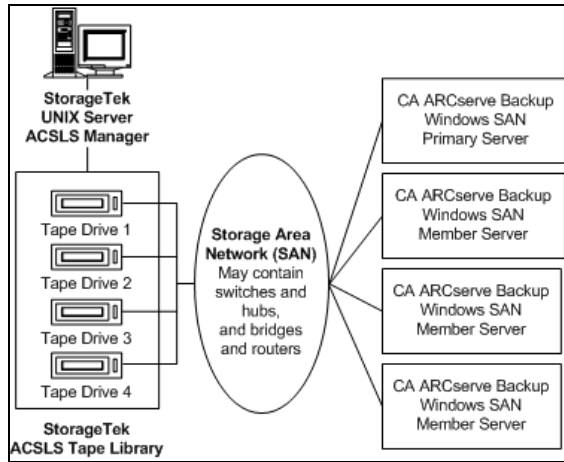 StorageTek
UNIX Server
ACSLS Manager
Tape Drive 1
Tape Drive 2
Tape Drive 3
Tape Drive 4
StorageTek
ACSLS Tape Library
Storage Area
Network (SAN)
May contain
switches and
hubs,
and bridges
and routers
CA ARCserve Backup
Windows SAN
Primary Server
CA ARCserve Backup
Windows SAN
Member Server
CA ARCserve Backup
Windows SAN
Member Server
CA ARCserve Backup
Windows SAN
Member Server